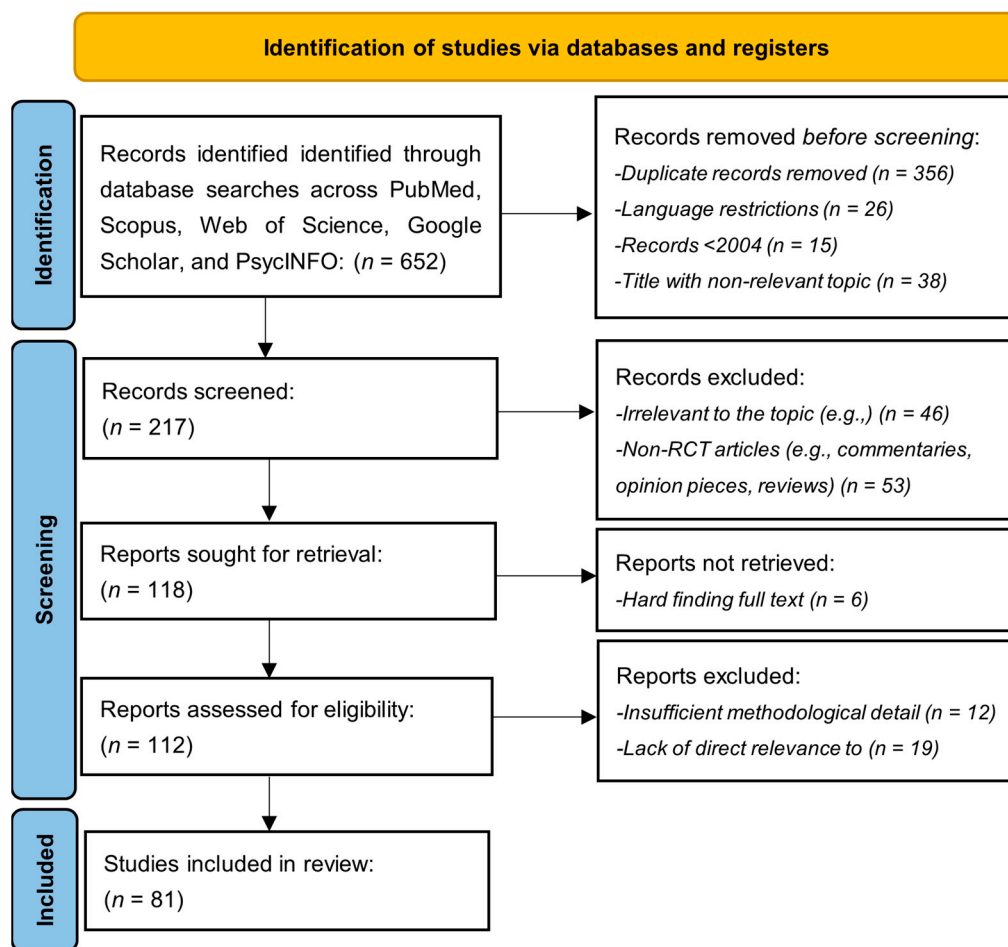 Identification of studies via databases and registers
Identification
Records identified identified through
database searches across PubMed,
Scopus, Web of Science, Google
Scholar, and PsycINFO: (n = 652)
Records removed before screening:
-Duplicate records removed (n = 356)
-Language restrictions (n = 26)
-Records <2004 (n = 15)
-Title with non-relevant topic (n = 38)
Screening
Records screened:
(n = 217)
Records excluded:
-Irrelevant to the topic (e.g.,) (n = 46)
-Non-RCT articles (e.g., commentaries,
opinion pieces, reviews) (n = 53)
Reports sought for retrieval:
(n = 118)
Reports not retrieved:
-Hard finding full text (n = 6)
Reports assessed for eligibility:
(n = 112)
Reports excluded:
-Insufficient methodological detail (n = 12)
-Lack of direct relevance to (n = 19)
Included
Studies included in review:
(n = 81)